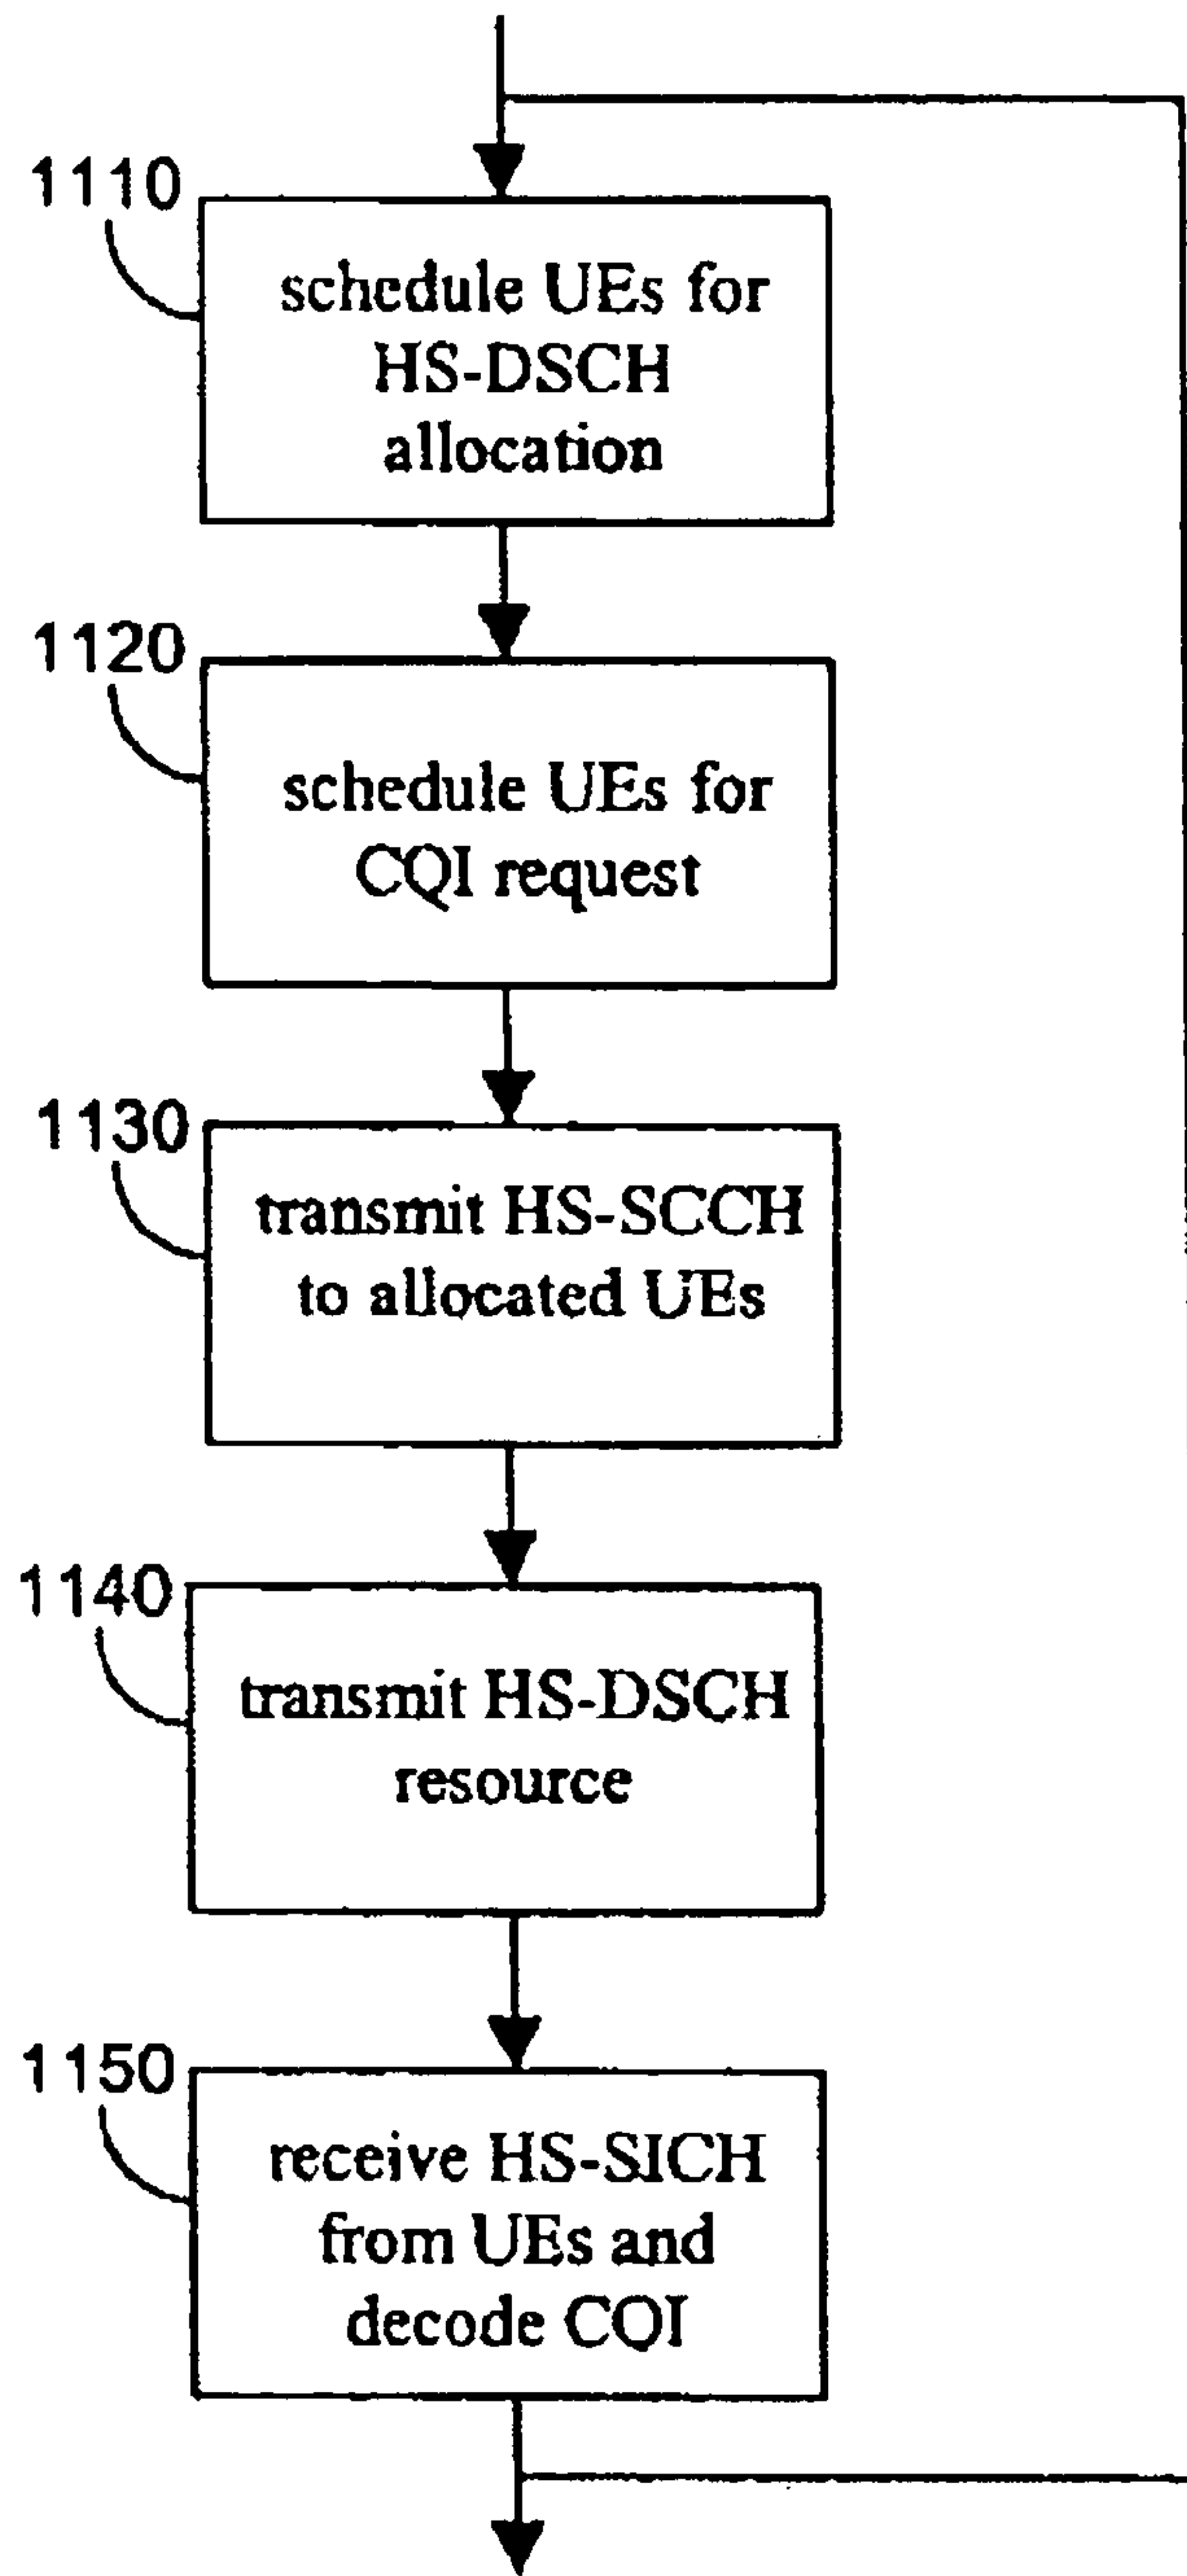 1110
schedule UEs for
HS-DSCH
allocation
1120
schedule UEs for
CQI request
1130
transmit HS-SCCH
to allocated UEs
1140
transmit HS-DSCH
resource
1150
receive HS-SICH
from UEs and
decode CQI